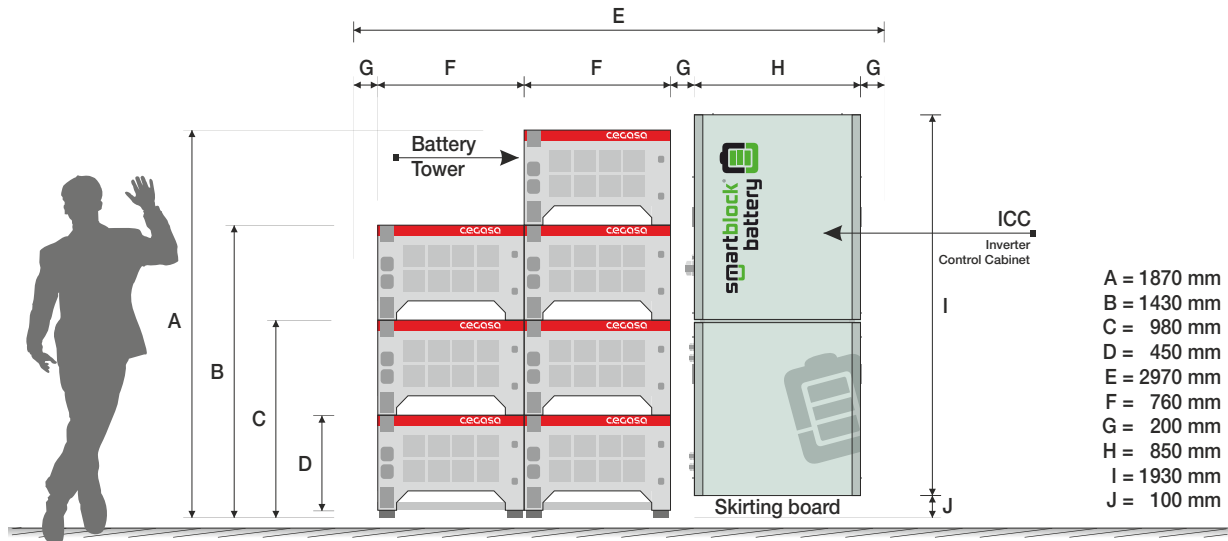 E
G
F
F
G
H
G
Battery
Tower
cegasa
smartblock®
battery
ICC
Inverter
Control Cabinet
cegasa
cegasa
A
B
C
D
I
J
cegasa
cegasa
cegasa
cegasa
Skirting board
A = 1870 mm
B = 1430 mm
C = 980 mm
D = 450 mm
E = 2970 mm
F = 760 mm
G = 200 mm
H = 850 mm
I = 1930 mm
J = 100 mm